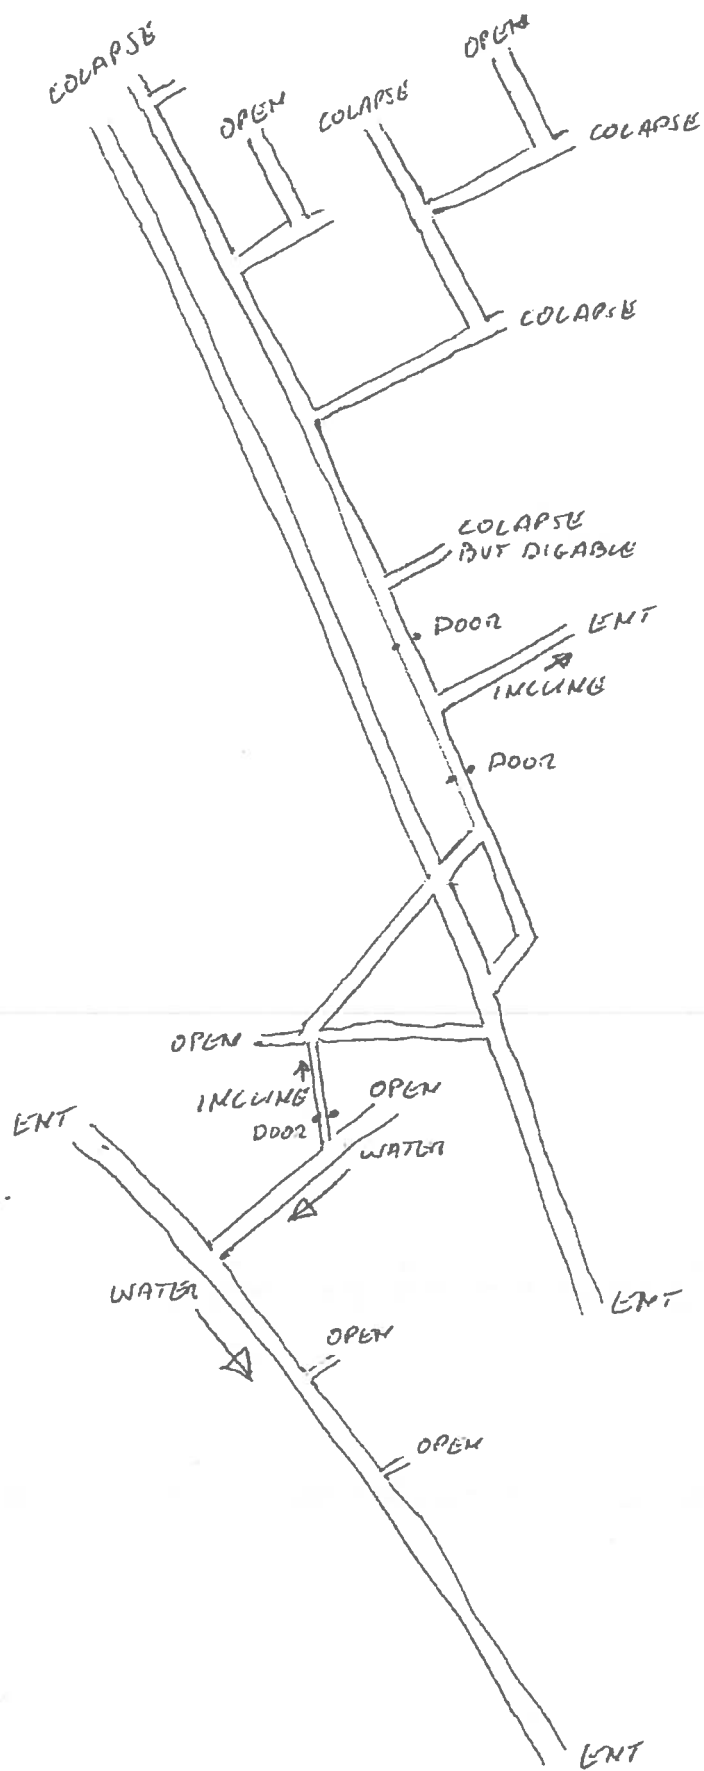 COLAPSE
OPEN
COLAPSE
OPEN
COLAPSE
COLAPSE
COLAPSE
BUT DIGABLE
DOOR
ENT
INCLINE
DOOR
OPEN
INCLINE
OPEN
DOOR
WATER
ENT
WATER
ENT
OPEN
OPEN
ENT